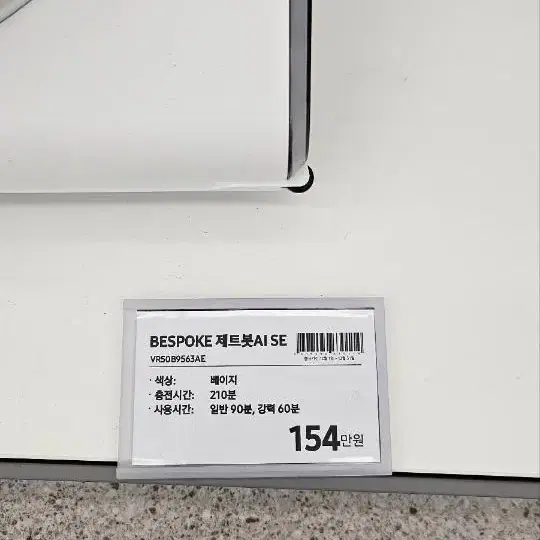 BESPOKE 제트봇AI SE
VR50B9563AE
· 색상: 베이지
· 충전시간: 210분
· 사용시간: 일반 90분, 강력 60분
154만원